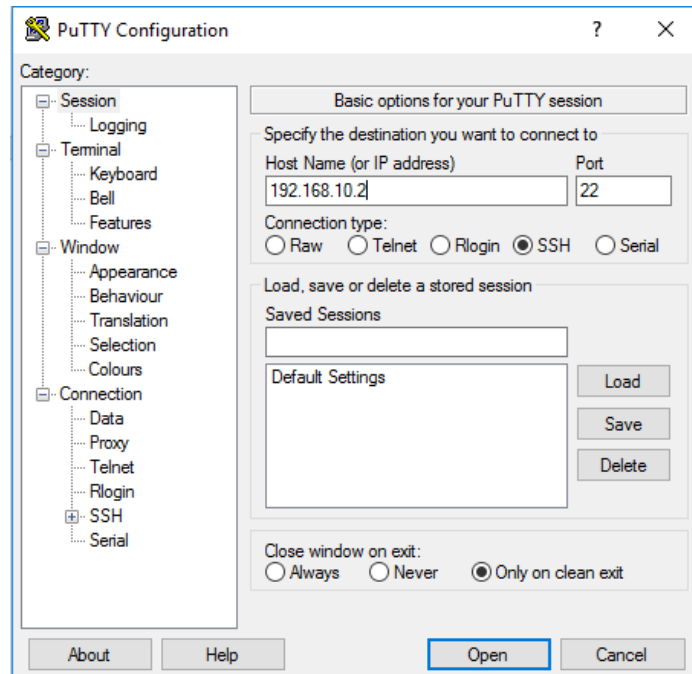 PuTTY Configuration
?
Category:
Session
Logging
Terminal
Keyboard
Bell
Features
Window
Appearance
Behaviour
Translation
Selection
Colours
Connection
Data
Proxy
Telnet
Rlogin
SSH
Serial
Basic options for your PuTTY session
Specify the destination you want to connect to
Host Name (or IP address) Port
192.168.10.2 22
Connection type:
Raw Telnet Rlogin SSH Serial
Load, save or delete a stored session
Saved Sessions
Default Settings
Load
Save
Delete
Close window on exit:
Always Never Only on clean exit
About Help Open Cancel